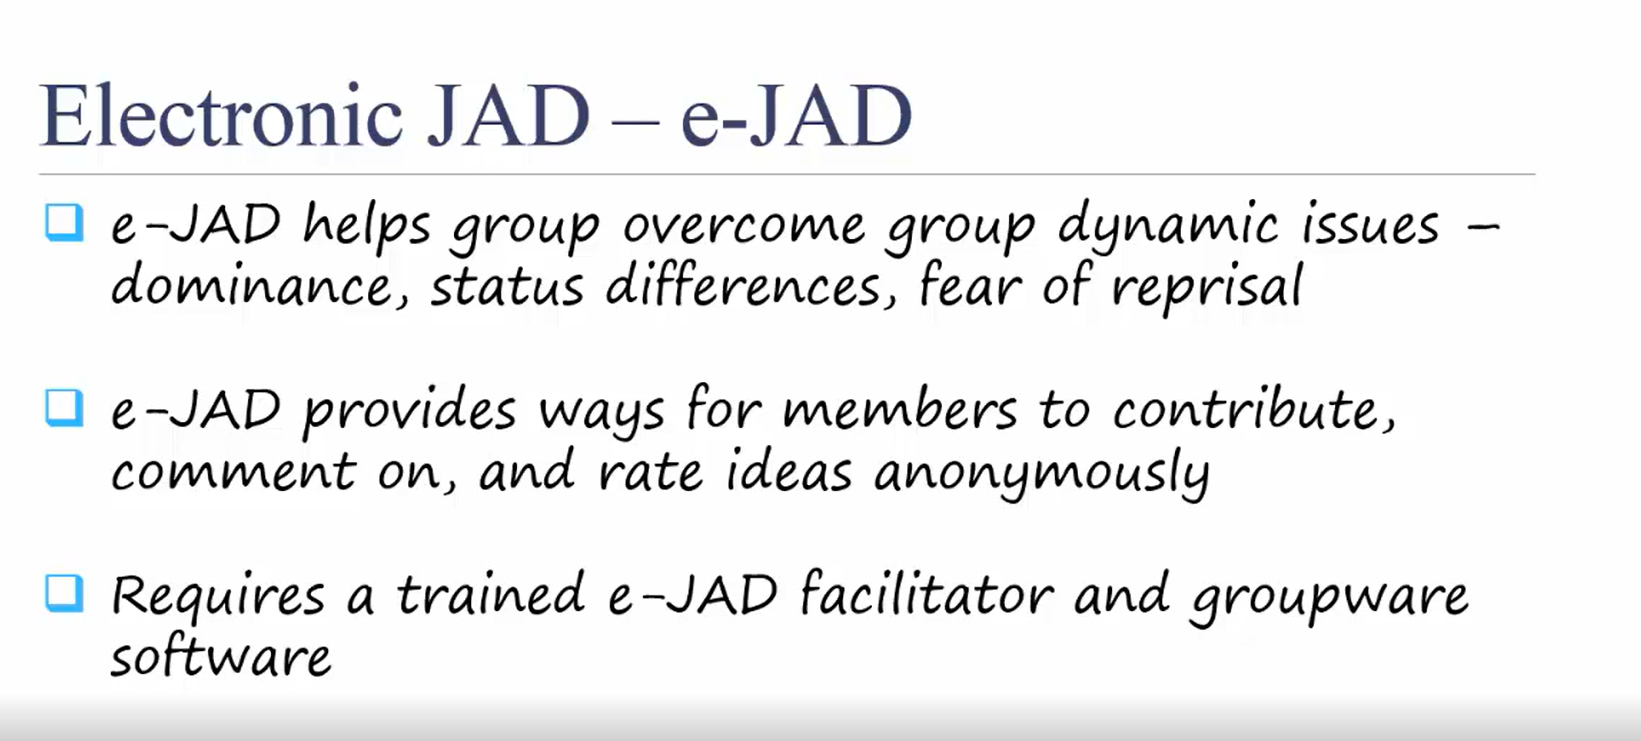 Electronic JAD – e-JAD
e-JAD helps group overcome group dynamic issues –
dominance, status differences, fear of reprisal
e-JAD provides ways for members to contribute,
comment on, and rate ideas anonymously
Requires a trained e-JAD facilitator and groupware
software